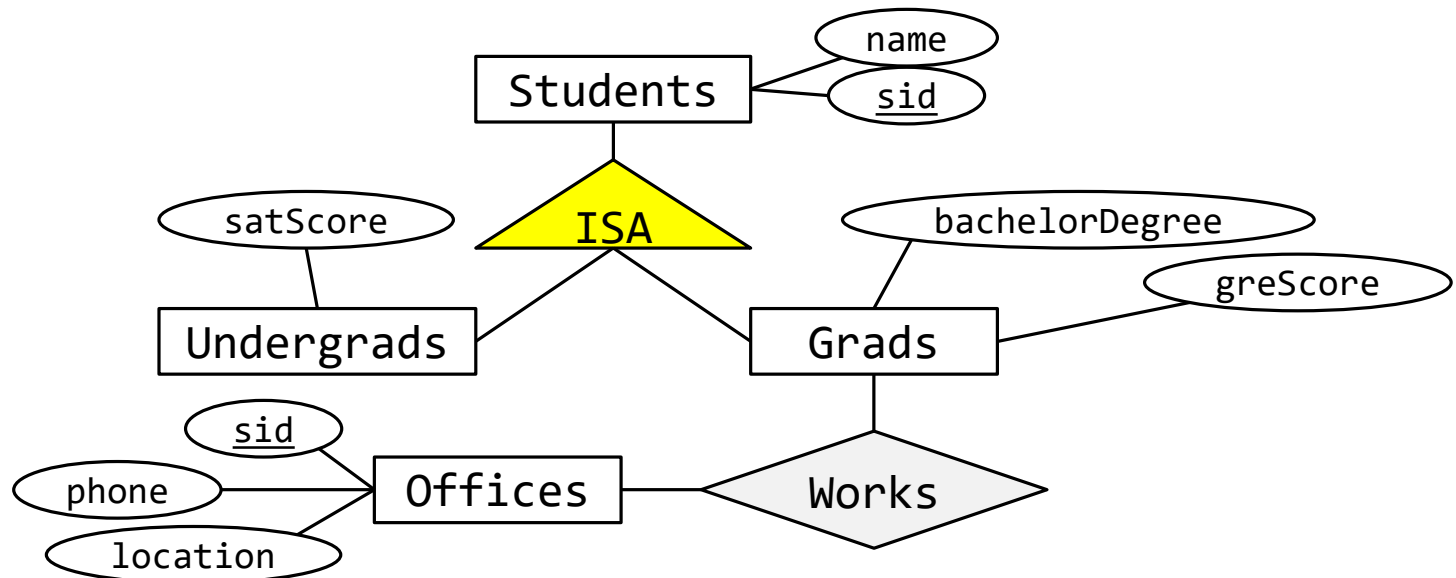 name
Students
sid
satScore
ISA
bachelorDegree
greScore
Undergrads
Grads
sid
phone
Offices
Works
location